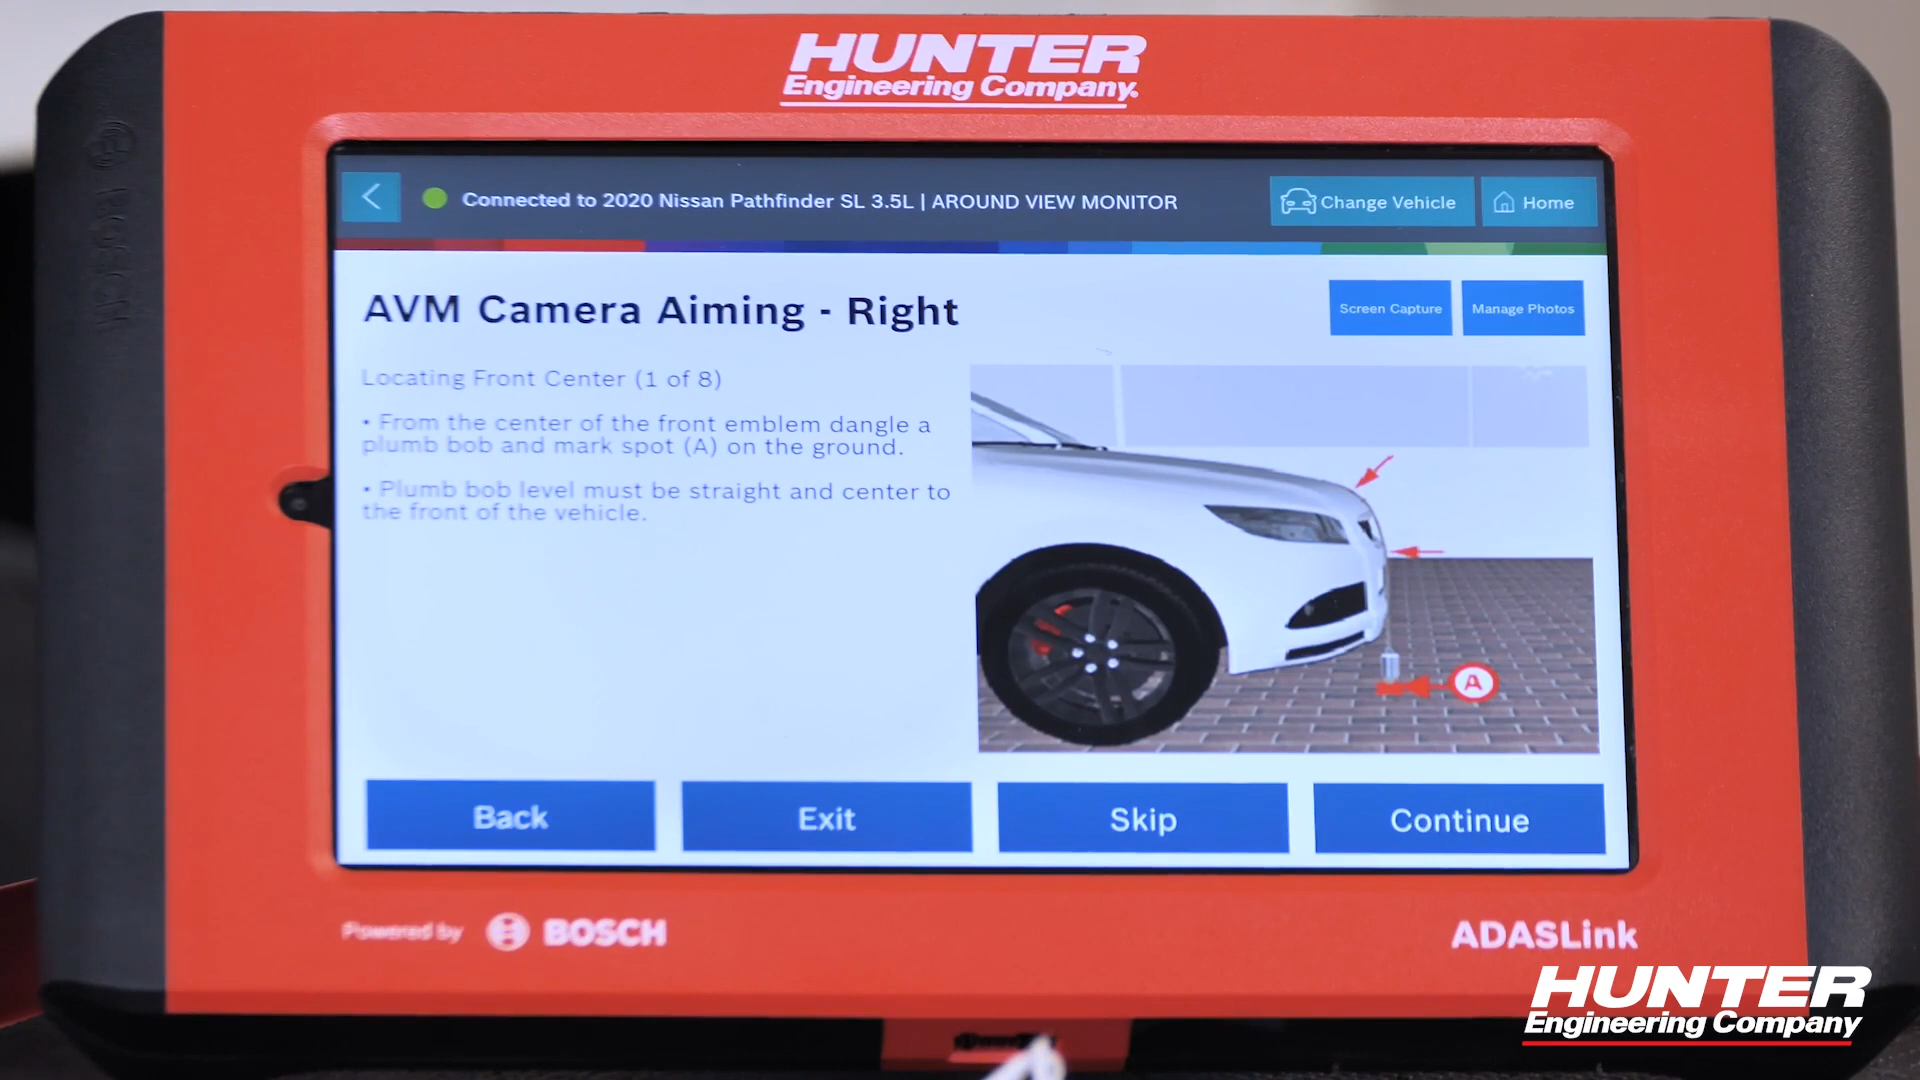 HUNTER
Engineering Company
Connected to 2020 Nissan Pathfinder SL 3.5L | AROUND VIEW MONITOR
Change Vehicle
Home
AVM Camera Aiming - Right
Screen Capture
Manage Photos
Locating Front Center (1 of 8)
• From the center of the front emblem dangle a
plumb bob and mark spot (A) on the ground.
• Plumb bob level must be straight and center to
the front of the vehicle.
A
Back
Exit
Skip
Continue
Powered by
BOSCH
ADASLink
BOSCH
HUNTER
Engineering Company